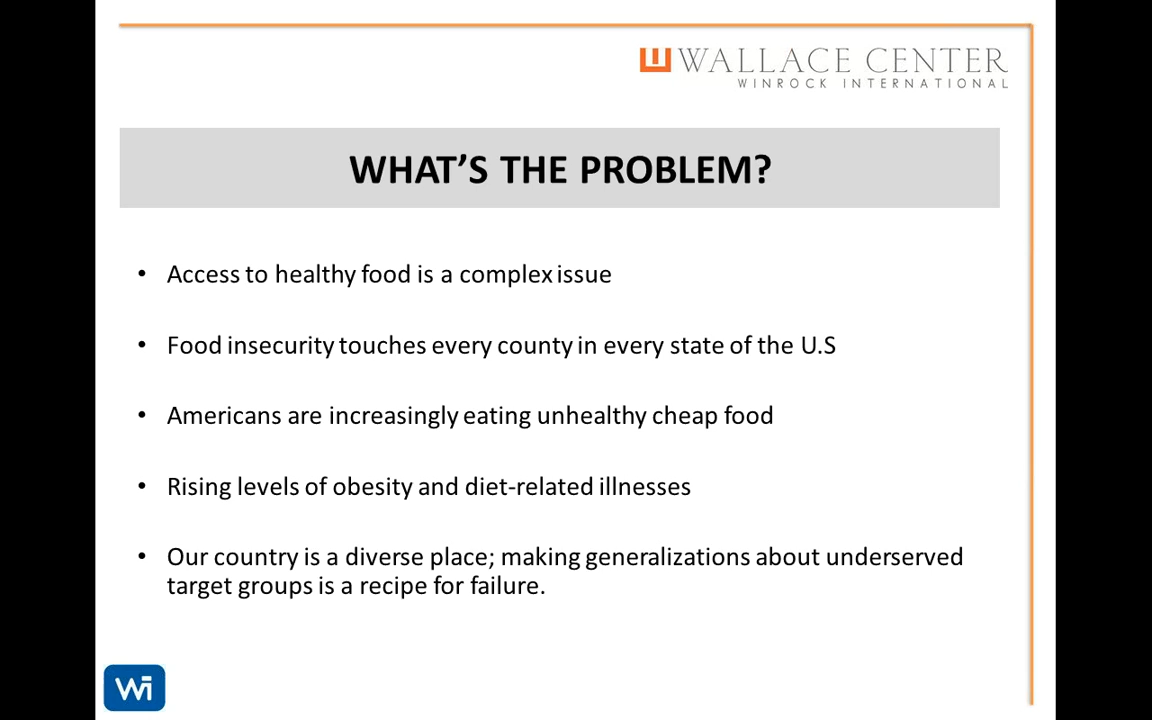 WALLACE CENTER
WINROCK INTERNATIONAL
WHAT'S THE PROBLEM?
• Access to healthy food is a complex issue
• Food insecurity touches every county in every state of the U.S
• Americans are increasingly eating unhealthy cheap food
• Rising levels of obesity and diet-related illnesses
• Our country is a diverse place; making generalizations about underserved
target groups is a recipe for failure.
Wi